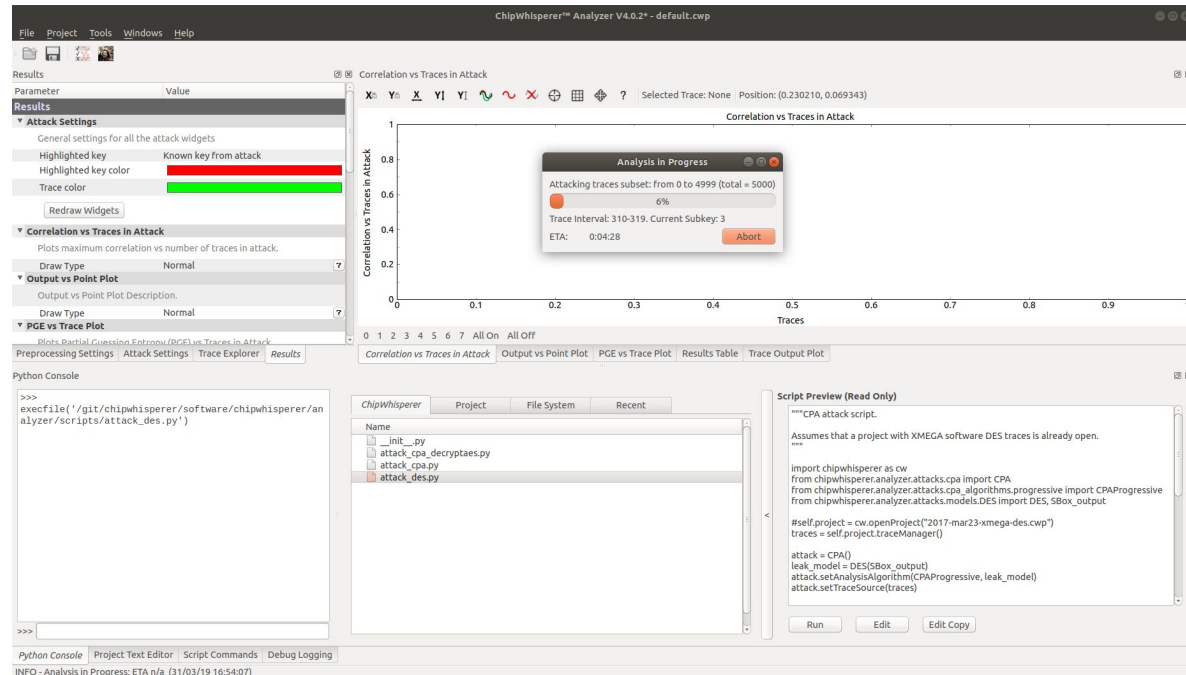 ChipWhisperer™ Analyzer V4.0.2* - default.cwp
File Project Tools Windows Help
Results
Parameter Value
Results
Attack Settings
General settings for all the attack widgets
Highlighted key Known key from attack
Highlighted key color
Trace color
Redraw Widgets
Correlation vs Traces in Attack
Plots maximum correlation vs number of traces in attack.
Draw Type Normal ?
Output vs Point Plot
Output vs Point Plot Description.
Draw Type Normal ?
PGE vs Trace Plot
Plots Partial Guessing Entropy (PGE) vs Traces in Attack
Preprocessing Settings Attack Settings Trace Explorer Results
Correlation vs Traces in Attack
X Y X Y Y ? Selected Trace: None Position: (0.230210, 0.069343)
Correlation vs Traces in Attack
Correlation vs Traces in Attack
1
0.8
0.6
0.4
0.2
0
0.1 0.2 0.3 0.4 0.5 0.6 0.7 0.8 0.9
Traces
Analysis in Progress
Attacking traces subset: from 0 to 4999 (total = 5000)
6%
Trace Interval: 310-319. Current Subkey: 3
ETA: 0:04:28 Abort
0 1 2 3 4 5 6 7 All On All Off
Correlation vs Traces in Attack Output vs Point Plot PGE vs Trace Plot Results Table Trace Output Plot
Python Console
>>>
execfile('/git/chipwhisperer/software/chipwhisperer/an
alyzer/scripts/attack_des.py')
>>>
ChipWhisperer Project File System Recent
Name
__init__.py
attack_cpa_decryptaes.py
attack_cpa.py
attack_des.py
<
Script Preview (Read Only)
"""CPA attack script.
Assumes that a project with XMEGA software DES traces is already open.
"""
import chipwhisperer as cw
from chipwhisperer.analyzer.attacks.cpa import CPA
from chipwhisperer.analyzer.attacks.cpa_algorithms.progressive import CPAProgressive
from chipwhisperer.analyzer.attacks.models.DES import DES, SBox_output
#self.project = cw.openProject("2017-mar23-xmega-des.cwp")
traces = self.project.traceManager()
attack = CPA()
leak_model = DES(SBox_output)
attack.setAnalysisAlgorithm(CPAProgressive, leak_model)
attack.setTraceSource(traces)
Run Edit Edit Copy
Python Console Project Text Editor Script Commands Debug Logging
INFO - Analysis in Progress: ETA n/a (31/03/19 16:54:07)